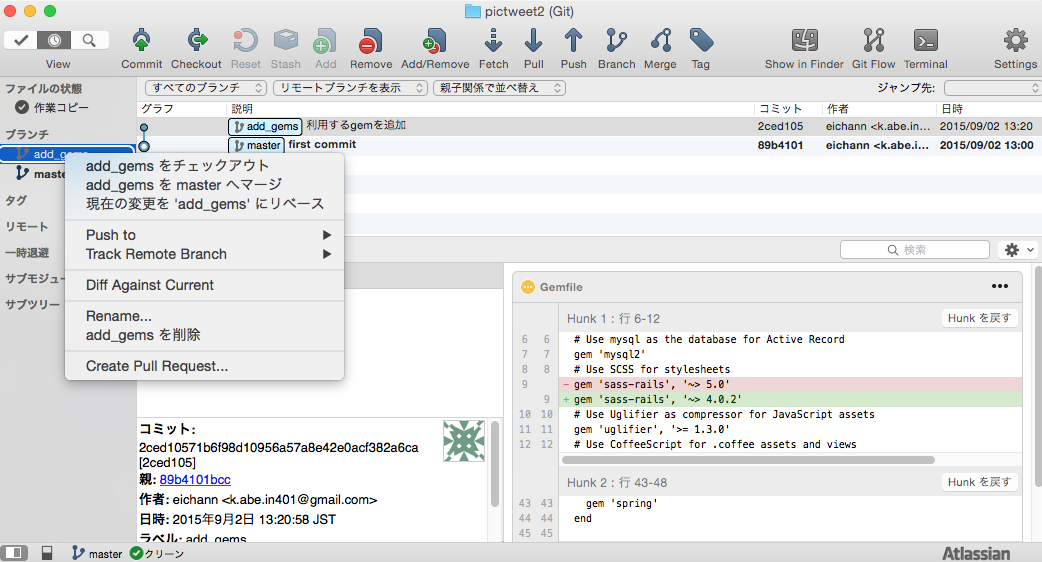 pictweet2 (Git)
View
Commit
Checkout
Reset
Stash
Add
Remove
Add/Remove
Fetch
Pull
Push
Branch
Merge
Tag
Show in Finder
Git Flow
Terminal
Settings
ファイルの状態
作業コピー
ブランチ
add_gems
maste
タグ
リモート
一時退避
サブモジュー
サブツリー
すべてのブランチ
リモートブランチを表示
親子関係で並べ替え
ジャンプ先:
グラフ
説明
コミット
作者
日時
add_gems 利用するgemを追加
2ced105
eichann <k.abe.in...
2015/09/02 13:20
master first commit
89b4101
eichann <k.abe.in...
2015/09/02 13:00
add_gems をチェックアウト
add_gems を master へマージ
現在の変更を 'add_gems' にリベース
Push to
Track Remote Branch
Diff Against Current
Rename...
add_gems を削除
Create Pull Request...
検索
コミット:
2ced10571b6f98d10956a57a8e42e0acf382a6ca
[2ced105]
親: 89b4101bcc
作者: eichann <k.abe.in401@gmail.com>
日時: 2015年9月2日 13:20:58 JST
ラベル: add_gems
Gemfile
Hunk 1：行 6-12
Hunk を戻す
6 6 # Use mysql as the database for Active Record
7 7 gem 'mysql2'
8 8 # Use SCSS for stylesheets
9 - gem 'sass-rails', '~> 5.0'
9 + gem 'sass-rails', '~> 4.0.2'
10 10 # Use Uglifier as compressor for JavaScript assets
11 11 gem 'uglifier', '>= 1.3.0'
12 12 # Use CoffeeScript for .coffee assets and views
Hunk 2：行 43-48
Hunk を戻す
43 43 gem 'spring'
44 44 end
45 45
master クリーン
Atlassian